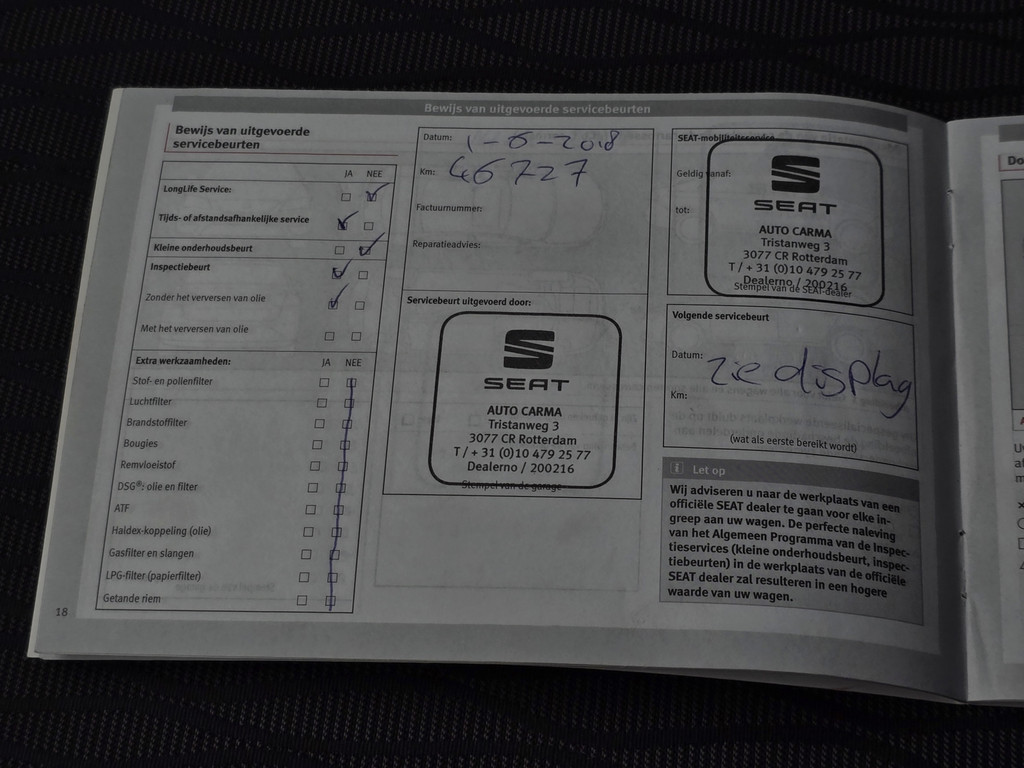 Bewijs van uitgevoerde servicebeurten
Bewijs van uitgevoerde
servicebeurten
JA NEE
LongLife Service:
Tijds- of afstandsafhankelijke service
Kleine onderhoudsbeurt
Inspectiebeurt
Zonder het verversen van olie
Met het verversen van olie
Extra werkzaamheden: JA NEE
Stof- en pollenfilter
Luchtfilter
Brandstoffilter
Bougies
Remvloeistof
DSG®: olie en filter
ATF
Haldex-koppeling (olie)
Gasfilter en slangen
LPG-filter (papierfilter)
Getande riem
18
Datum: 1-6-2018
Km: 46727
Factuurnummer:
Reparatieadvies:
Servicebeurt uitgevoerd door:
SEAT
AUTO CARMA
Tristanweg 3
3077 CR Rotterdam
T / + 31 (0)10 479 25 77
Dealerno / 200216
Stempel van de garage
SEAT-mobiliteitsservice
Geldig vanaf:
tot:
SEAT
AUTO CARMA
Tristanweg 3
3077 CR Rotterdam
T / + 31 (0)10 479 25 77
Dealerno / 200216
Stempel van de SEAT-dealer
Volgende servicebeurt
Datum: zie display
Km:
(wat als eerste bereikt wordt)
i Let op
Wij adviseren u naar de werkplaats van een
officiële SEAT dealer te gaan voor elke in-
greep aan uw wagen. De perfecte naleving
van het Algemeen Programma van de Inspec-
tieservices (kleine onderhoudsbeurt, inspec-
tiebeurten) in de werkplaats van de officiële
SEAT dealer zal resulteren in een hogere
waarde van uw wagen.